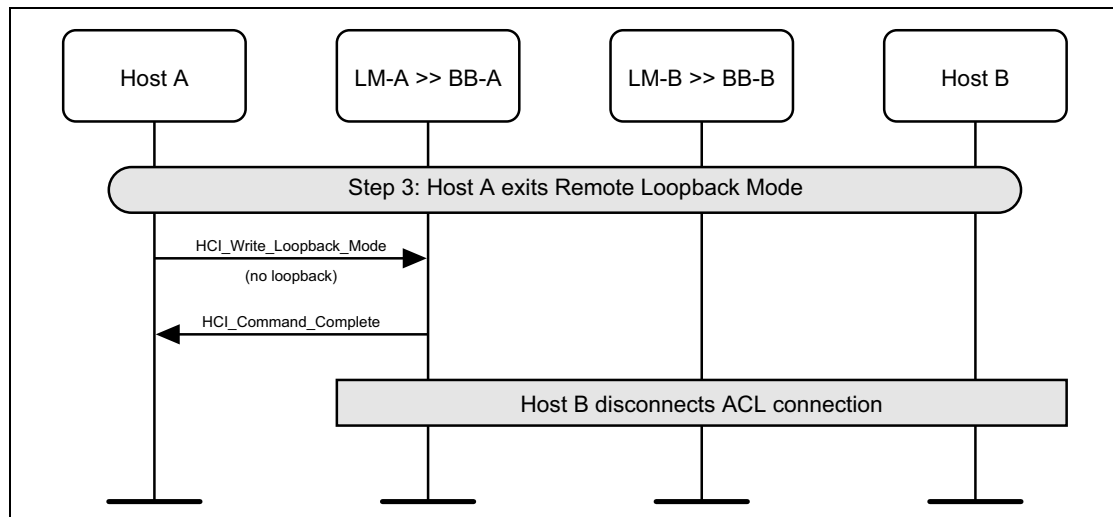 Host A
LM-A >> BB-A
LM-B >> BB-B
Host B
Step 3: Host A exits Remote Loopback Mode
HCI_Write_Loopback_Mode
(no loopback)
HCI_Command_Complete
Host B disconnects ACL connection